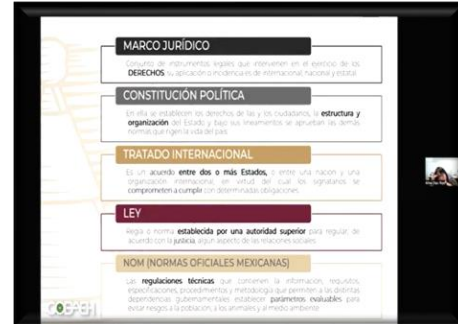 MARCO JURÍDICO
Conjunto de instrumentos legales que intervienen en el ejercicio de los
DERECHOS, su aplicación o incidencia es de internacional, nacional y estatal
CONSTITUCIÓN POLÍTICA
En ella se establecen los derechos de las y los ciudadanos, la estructura y
organización del Estado y bajo sus lineamientos se aprueban las demás
normas que rigen la vida del país
TRATADO INTERNACIONAL
Es un acuerdo entre dos o más Estados, o entre una nación y una
organización internacional, en virtud del cual los signatarios se
comprometen a cumplir con determinadas obligaciones
LEY
Regla o norma establecida por una autoridad superior para regular, de
acuerdo con la justicia, algún aspecto de las relaciones sociales
NOM (NORMAS OFICIALES MEXICANAS)
Las regulaciones técnicas que contienen la información, requisitos,
especificaciones, procedimientos y metodología que permiten a las distintas
dependencias gubernamentales establecer parámetros evaluables para
evitar riesgos a la población, a los animales y al medio ambiente